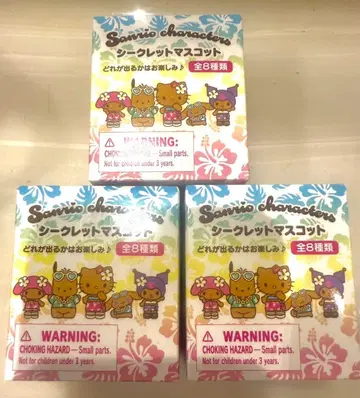 Sanrio characters
シークレットマスコット
どれが出るかはお楽しみ♪ 全8種類
⚠ WARNING:
CHOKING HAZARD — Small parts.
Not for children under 3 years.
Sanrio characters
シークレットマスコット
どれが出るかはお楽しみ♪ 全8種類
⚠ WARNING:
CHOKING HAZARD — Small parts.
Not for children under 3 years.
Sanrio characters
シークレットマスコット
どれが出るかはお楽しみ♪ 全8種類
⚠ WARNING:
CHOKING HAZARD — Small parts.
Not for children under 3 years.